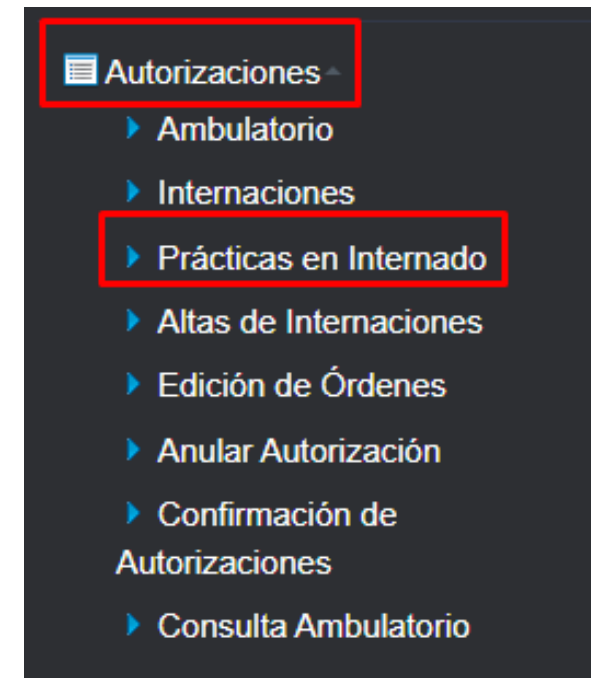 Autorizaciones
Ambulatorio
Internaciones
Prácticas en Internado
Altas de Internaciones
Edición de Órdenes
Anular Autorización
Confirmación de
Autorizaciones
Consulta Ambulatorio